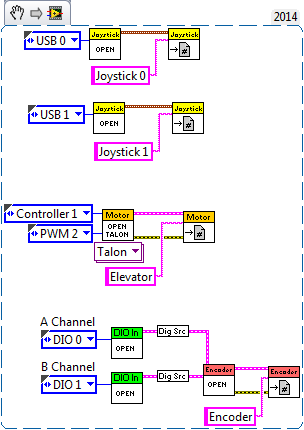 2014
USB 0
Joystick
OPEN
Joystick
#
Joystick 0
USB 1
Joystick
OPEN
Joystick
#
Joystick 1
Controller 1
PWM 2
Motor
OPEN
TALON
Motor
#
Talon
Elevator
A Channel
DIO 0
DIO In
OPEN
Dig Src
B Channel
DIO 1
DIO In
OPEN
Dig Src
Encoder
OPEN
Encoder
#
Encoder